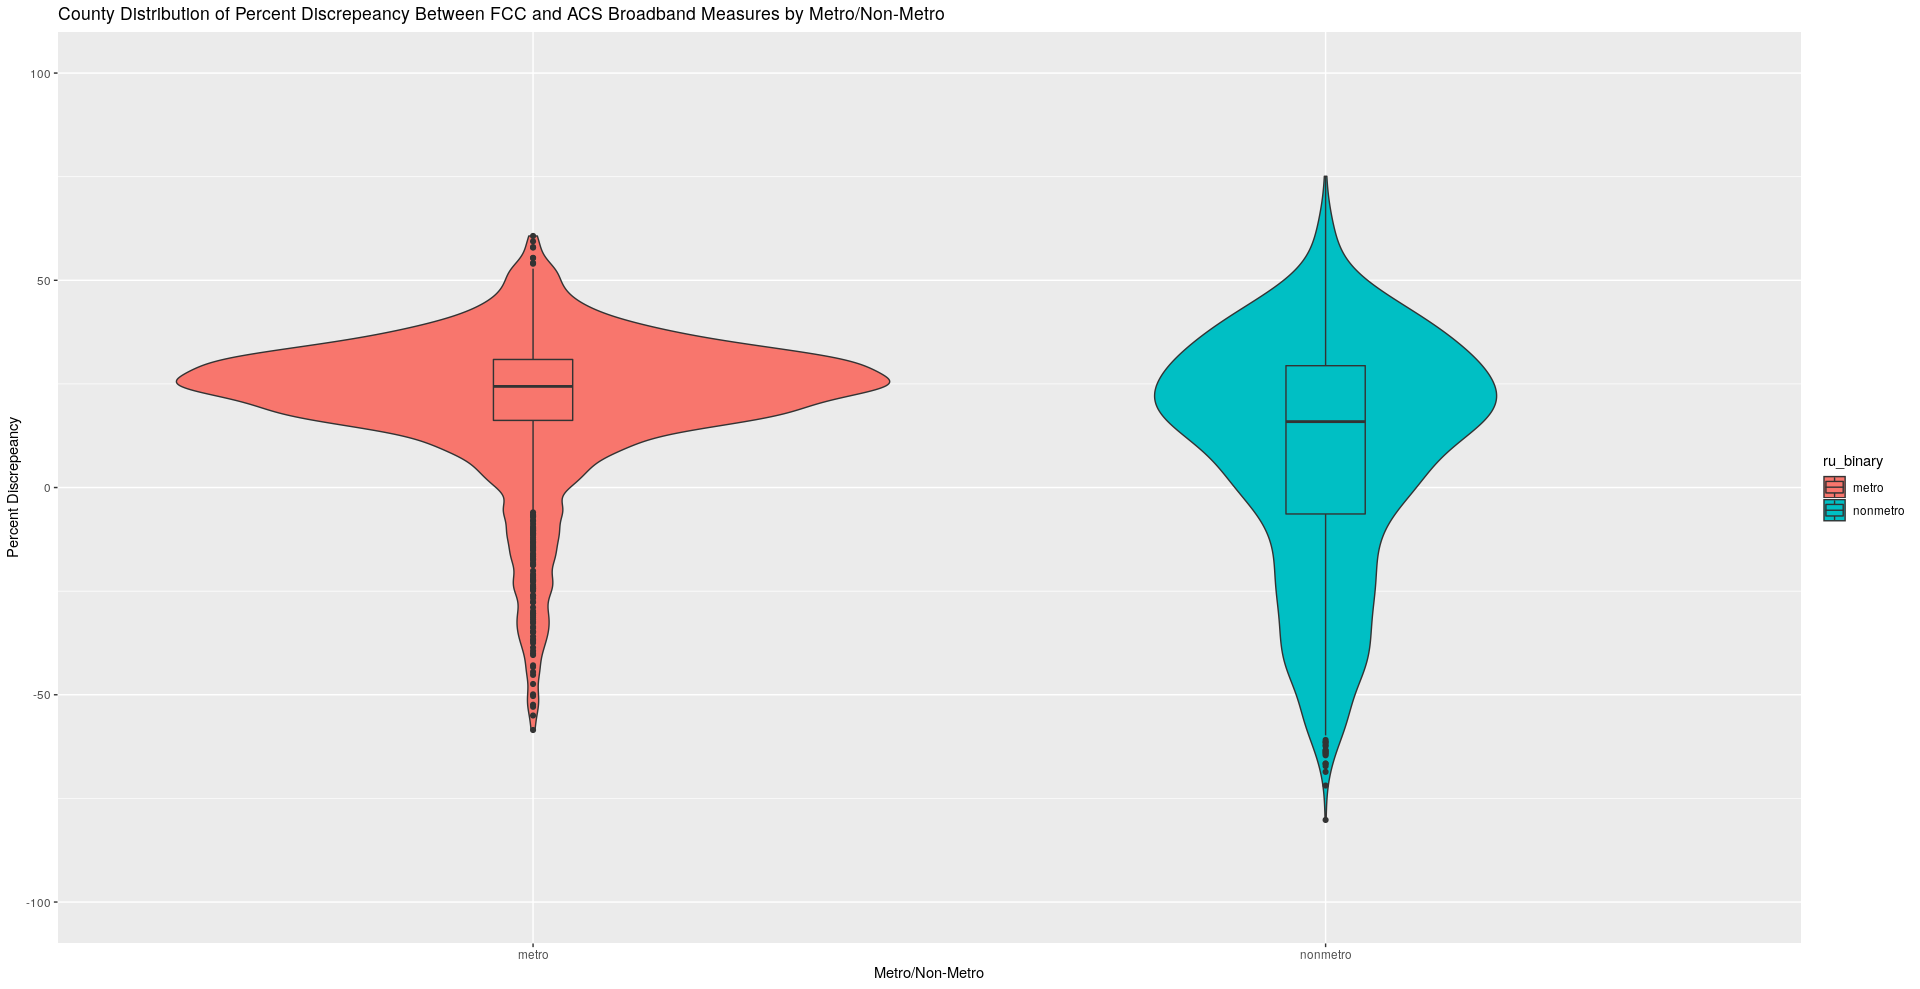 County Distribution of Percent Discrepeancy Between FCC and ACS Broadband Measures by Metro/Non-Metro
100
50
0
-50
-100
Percent Discrepeancy
metro
nonmetro
Metro/Non-Metro
ru_binary
metro
nonmetro